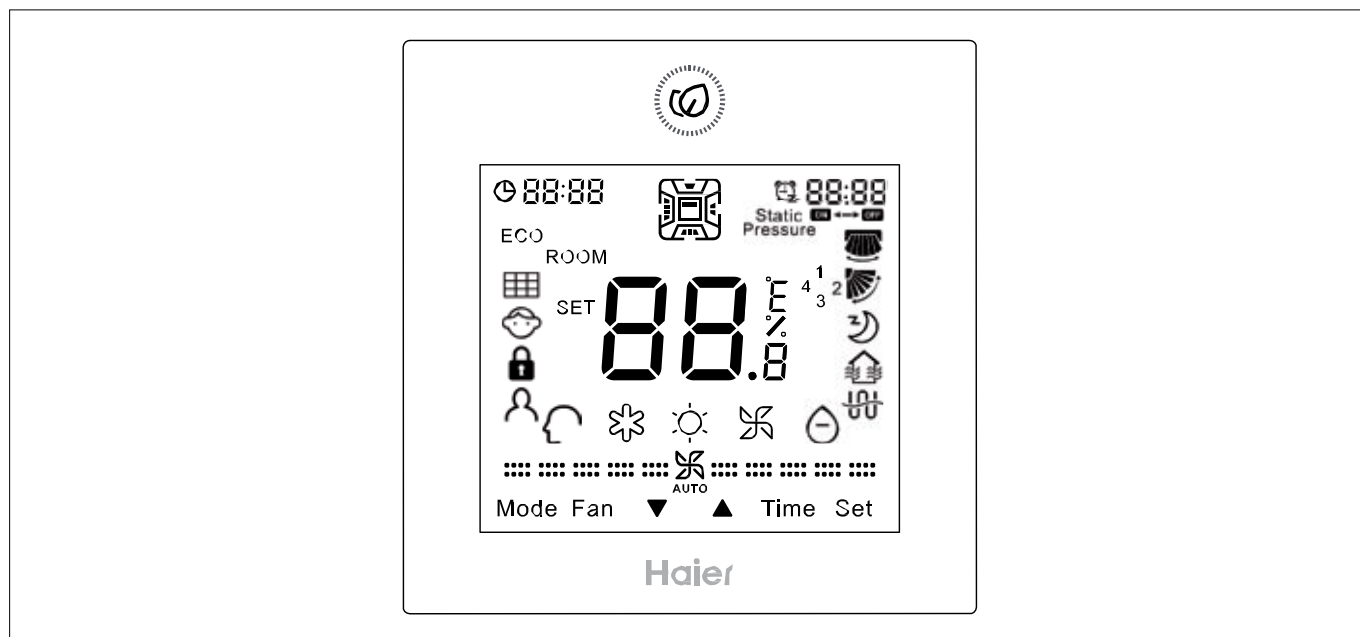 88:88
88:88
Static ON OFF
Pressure
ECO
ROOM
SET 88.8 °E %
1
4 2
3
z
AUTO
Mode Fan ▼ ▲ Time Set
Haier